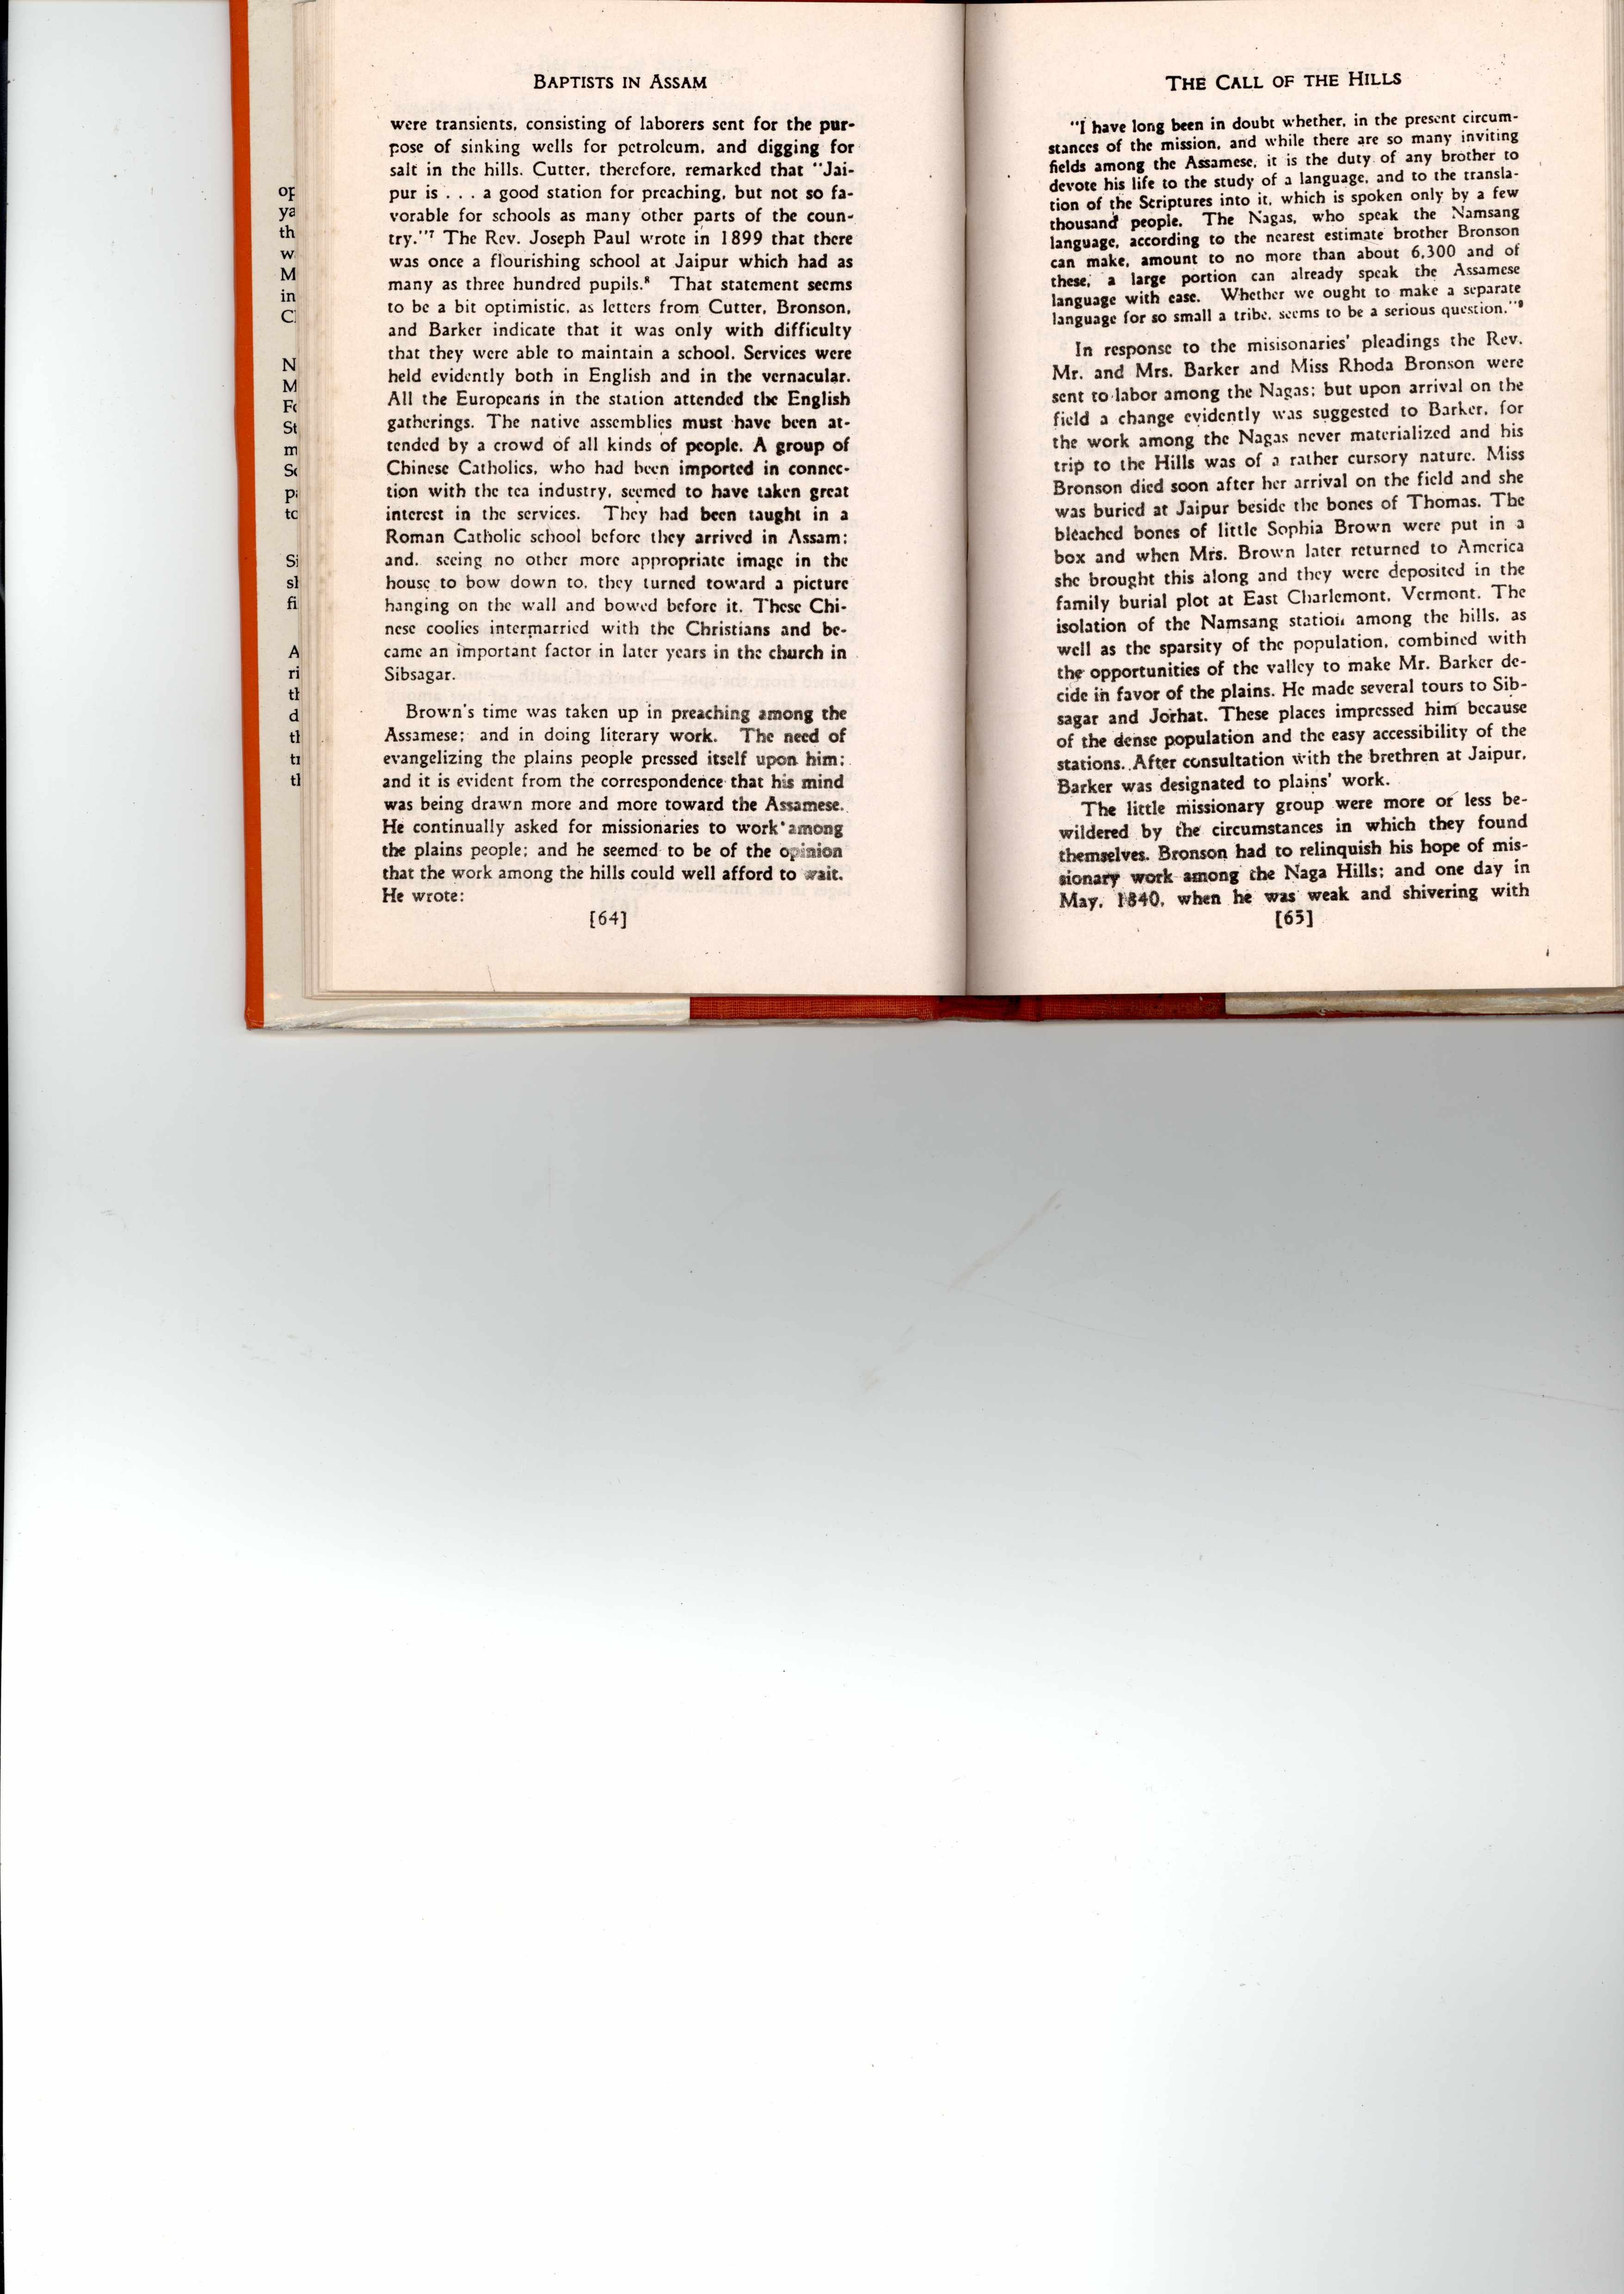 BAPTISTS IN ASSAM
were transients, consisting of laborers sent for the pur-
pose of sinking wells for petroleum, and digging for
salt in the hills. Cutter, therefore, remarked that "Jai-
pur is . . . a good station for preaching, but not so fa-
vorable for schools as many other parts of the coun-
try."⁷ The Rev. Joseph Paul wrote in 1899 that there
was once a flourishing school at Jaipur which had as
many as three hundred pupils.⁸ That statement seems
to be a bit optimistic, as letters from Cutter, Bronson,
and Barker indicate that it was only with difficulty
that they were able to maintain a school. Services were
held evidently both in English and in the vernacular.
All the Europeans in the station attended the English
gatherings. The native assemblies must have been at-
tended by a crowd of all kinds of people. A group of
Chinese Catholics, who had been imported in connec-
tion with the tea industry, seemed to have taken great
interest in the services. They had been taught in a
Roman Catholic school before they arrived in Assam;
and, seeing no other more appropriate image in the
house to bow down to, they turned toward a picture
hanging on the wall and bowed before it. These Chi-
nese coolies intermarried with the Christians and be-
came an important factor in later years in the church in
Sibsagar.
Brown's time was taken up in preaching among the
Assamese; and in doing literary work. The need of
evangelizing the plains people pressed itself upon him;
and it is evident from the correspondence that his mind
was being drawn more and more toward the Assamese.
He continually asked for missionaries to work among
the plains people; and he seemed to be of the opinion
that the work among the hills could well afford to wait.
He wrote:
[64]
THE CALL OF THE HILLS
"I have long been in doubt whether, in the present circum-
stances of the mission, and while there are so many inviting
fields among the Assamese, it is the duty of any brother to
devote his life to the study of a language, and to the transla-
tion of the Scriptures into it, which is spoken only by a few
thousand people. The Nagas, who speak the Namsang
language, according to the nearest estimate brother Bronson
can make, amount to no more than about 6,300 and of
these, a large portion can already speak the Assamese
language with ease. Whether we ought to make a separate
language for so small a tribe, seems to be a serious question."⁹
In response to the misisonaries' pleadings the Rev.
Mr. and Mrs. Barker and Miss Rhoda Bronson were
sent to labor among the Nagas; but upon arrival on the
field a change evidently was suggested to Barker, for
the work among the Nagas never materialized and his
trip to the Hills was of a rather cursory nature. Miss
Bronson died soon after her arrival on the field and she
was buried at Jaipur beside the bones of Thomas. The
bleached bones of little Sophia Brown were put in a
box and when Mrs. Brown later returned to America
she brought this along and they were deposited in the
family burial plot at East Charlemont, Vermont. The
isolation of the Namsang station among the hills, as
well as the sparsity of the population, combined with
the opportunities of the valley to make Mr. Barker de-
cide in favor of the plains. He made several tours to Sib-
sagar and Jorhat. These places impressed him because
of the dense population and the easy accessibility of the
stations. After consultation with the brethren at Jaipur,
Barker was designated to plains' work.
The little missionary group were more or less be-
wildered by the circumstances in which they found
themselves. Bronson had to relinquish his hope of mis-
sionary work among the Naga Hills; and one day in
May, 1840, when he was weak and shivering with
[65]